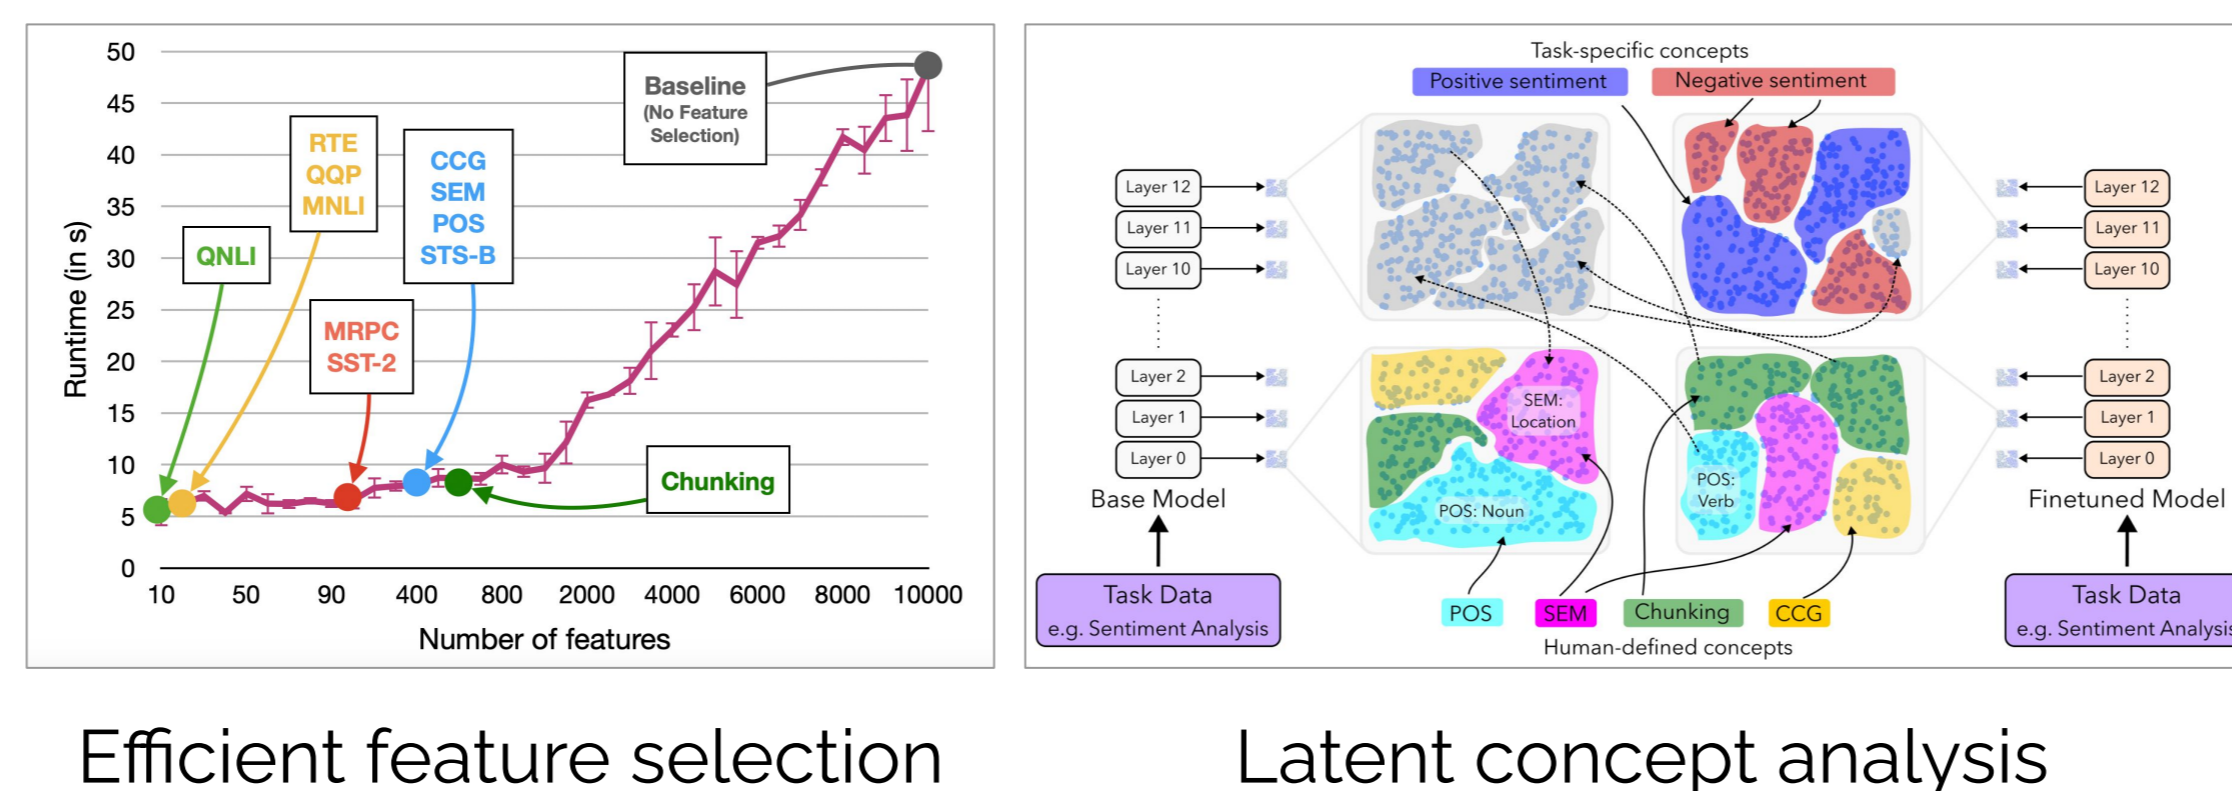 50
45
40
35
30
25
20
15
10
5
0
Runtime (in s)
10 50 90 400 800 2000 4000 6000 8000 10000
Number of features
QNLI
RTE
QQP
MNLI
MRPC
SST-2
CCG
SEM
POS
STS-B
Baseline
(No Feature
Selection)
Chunking
Efficient feature selection
Task-specific concepts
Positive sentiment
Negative sentiment
Layer 12
Layer 11
Layer 10
Layer 2
Layer 1
Layer 0
Base Model
Task Data
e.g. Sentiment Analysis
SEM:
Location
POS: Noun
POS:
Verb
POS
SEM
Chunking
CCG
Human-defined concepts
Layer 12
Layer 11
Layer 10
Layer 2
Layer 1
Layer 0
Finetuned Model
Task Data
e.g. Sentiment Analysis
Latent concept analysis